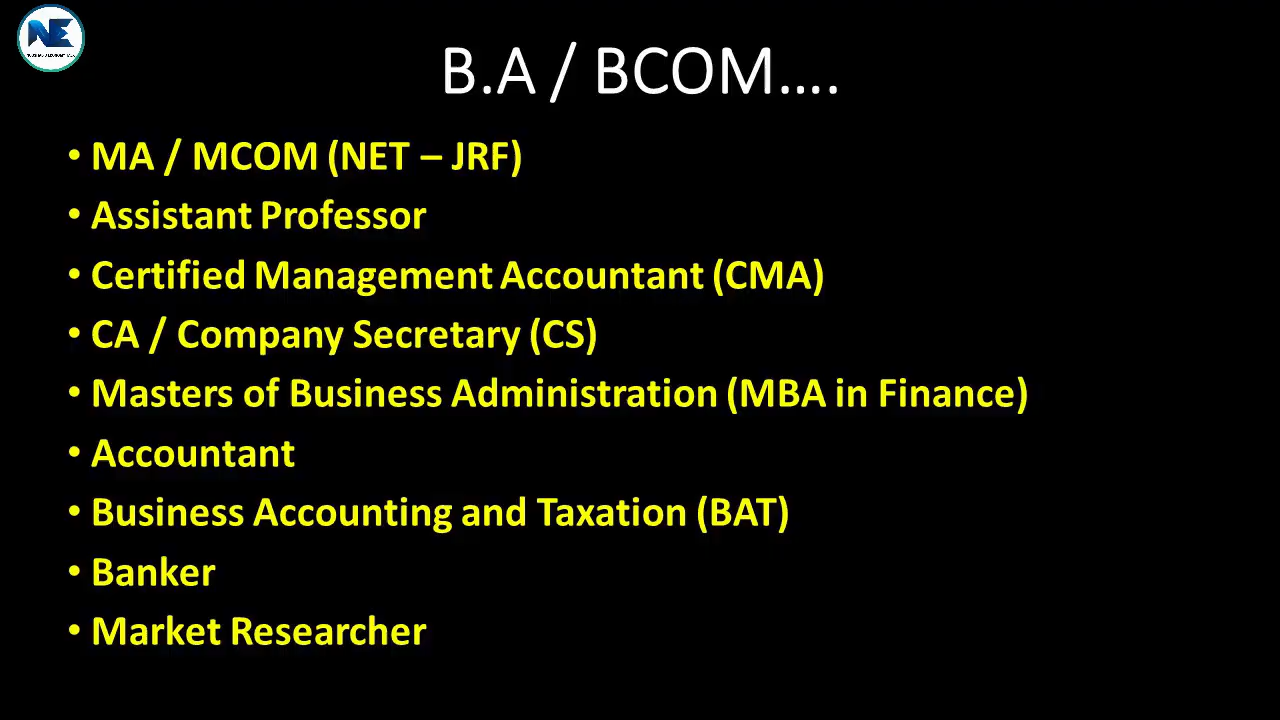 NE
B.A / BCOM....
• MA / MCOM (NET – JRF)
• Assistant Professor
• Certified Management Accountant (CMA)
• CA / Company Secretary (CS)
• Masters of Business Administration (MBA in Finance)
• Accountant
• Business Accounting and Taxation (BAT)
• Banker
• Market Researcher